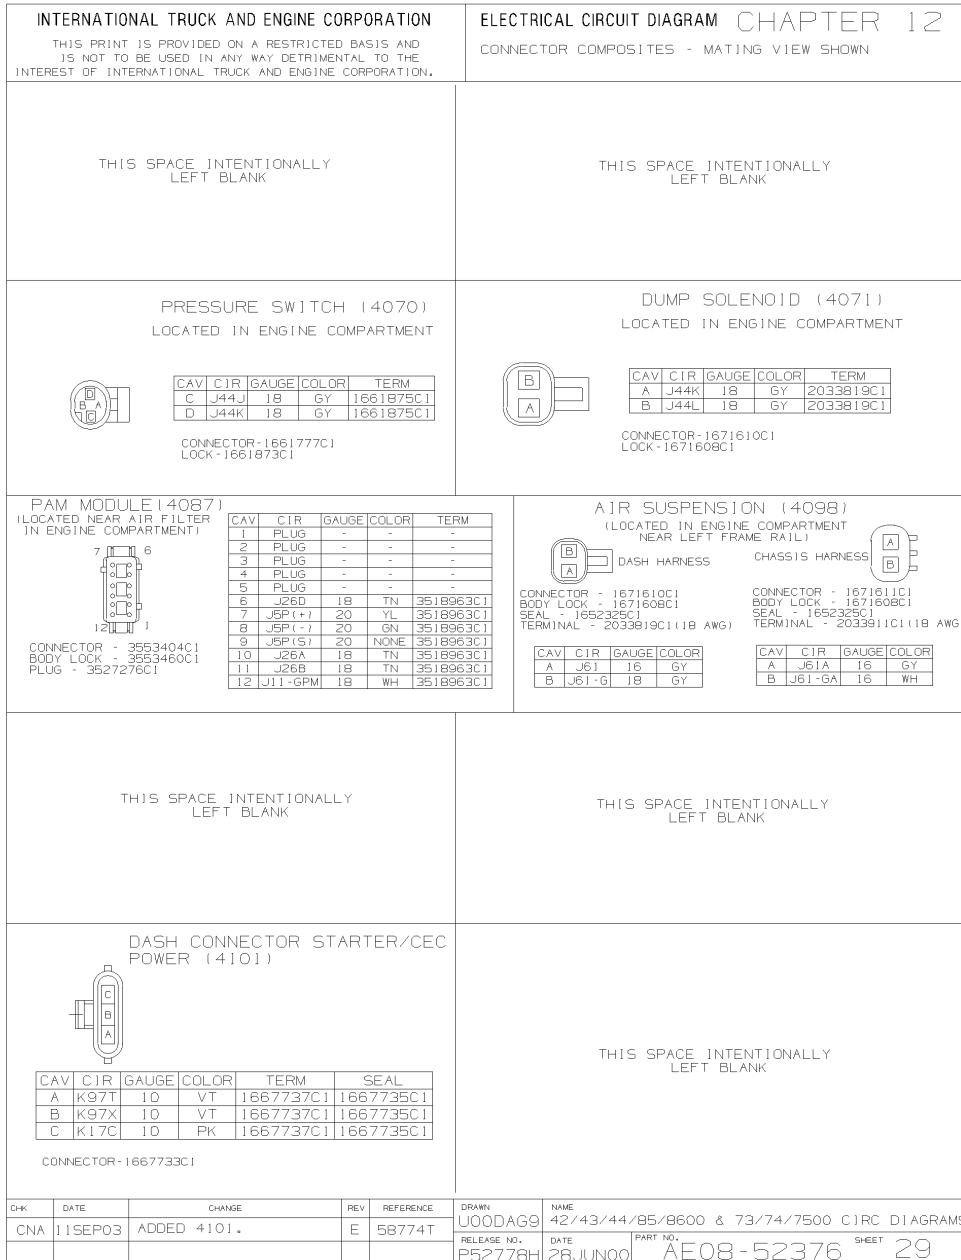 INTERNATIONAL TRUCK AND ENGINE CORPORATION
THIS PRINT IS PROVIDED ON A RESTRICTED BASIS AND
IS NOT TO BE USED IN ANY WAY DETRIMENTAL TO THE
INTEREST OF INTERNATIONAL TRUCK AND ENGINE CORPORATION.
ELECTRICAL CIRCUIT DIAGRAM CHAPTER 12
CONNECTOR COMPOSITES - MATING VIEW SHOWN
THIS SPACE INTENTIONALLY
LEFT BLANK
THIS SPACE INTENTIONALLY
LEFT BLANK
PRESSURE SWITCH (4070)
LOCATED IN ENGINE COMPARTMENT
D
B A
C
CAV CIR GAUGE COLOR TERM
C J44J 18 GY 1661875C1
D J44K 18 GY 1661875C1
CONNECTOR-1661777C1
LOCK-1661873C1
DUMP SOLENOID (4071)
LOCATED IN ENGINE COMPARTMENT
B
A
CAV CIR GAUGE COLOR TERM
A J44K 18 GY 2033819C1
B J44L 18 GY 2033819C1
CONNECTOR-1671610C1
LOCK-1671608C1
PAM MODULE(4087)
(LOCATED NEAR AIR FILTER
IN ENGINE COMPARTMENT)
7 6
12 1
CONNECTOR - 3553404C1
BODY LOCK - 3553460C1
PLUG - 3527276C1
CAV CIR GAUGE COLOR TERM
1 PLUG - - -
2 PLUG - - -
3 PLUG - - -
4 PLUG - - -
5 PLUG - - -
6 J26D 18 TN 3518963C1
7 J5P(+) 20 YL 3518963C1
8 J5P(-) 20 GN 3518963C1
9 J5P(S) 20 NONE 3518963C1
10 J26A 18 TN 3518963C1
11 J26B 18 TN 3518963C1
12 J11-GPM 18 WH 3518963C1
AIR SUSPENSION (4098)
(LOCATED IN ENGINE COMPARTMENT
NEAR LEFT FRAME RAIL)
B
A
DASH HARNESS
CONNECTOR - 1671610C1
BODY LOCK - 1671608C1
SEAL - 1652325C1
TERMINAL - 2033819C1(18 AWG)
CAV CIR GAUGE COLOR
A J61 16 GY
B J61-G 18 GY
CHASSIS HARNESS
A
B
CONNECTOR - 1671611C1
BODY LOCK - 1671608C1
SEAL - 1652325C1
TERMINAL - 2033911C1(18 AWG)
CAV CIR GAUGE COLOR
A J61A 16 GY
B J61-GA 16 WH
THIS SPACE INTENTIONALLY
LEFT BLANK
THIS SPACE INTENTIONALLY
LEFT BLANK
DASH CONNECTOR STARTER/CEC
POWER (4101)
C
B
A
CAV CIR GAUGE COLOR TERM SEAL
A K97T 10 VT 1667737C1 1667735C1
B K97X 10 VT 1667737C1 1667735C1
C K17C 10 PK 1667737C1 1667735C1
CONNECTOR-1667733C1
THIS SPACE INTENTIONALLY
LEFT BLANK
CHK DATE CHANGE REV REFERENCE
CNA 11SEP03 ADDED 4101. E 58774T
DRAWN
U00DAG9
NAME
42/43/44/85/8600 & 73/74/7500 CIRC DIAGRAMS
RELEASE NO.
P52778H
DATE
28JUN00
PART NO.
AE08-52376
SHEET
29